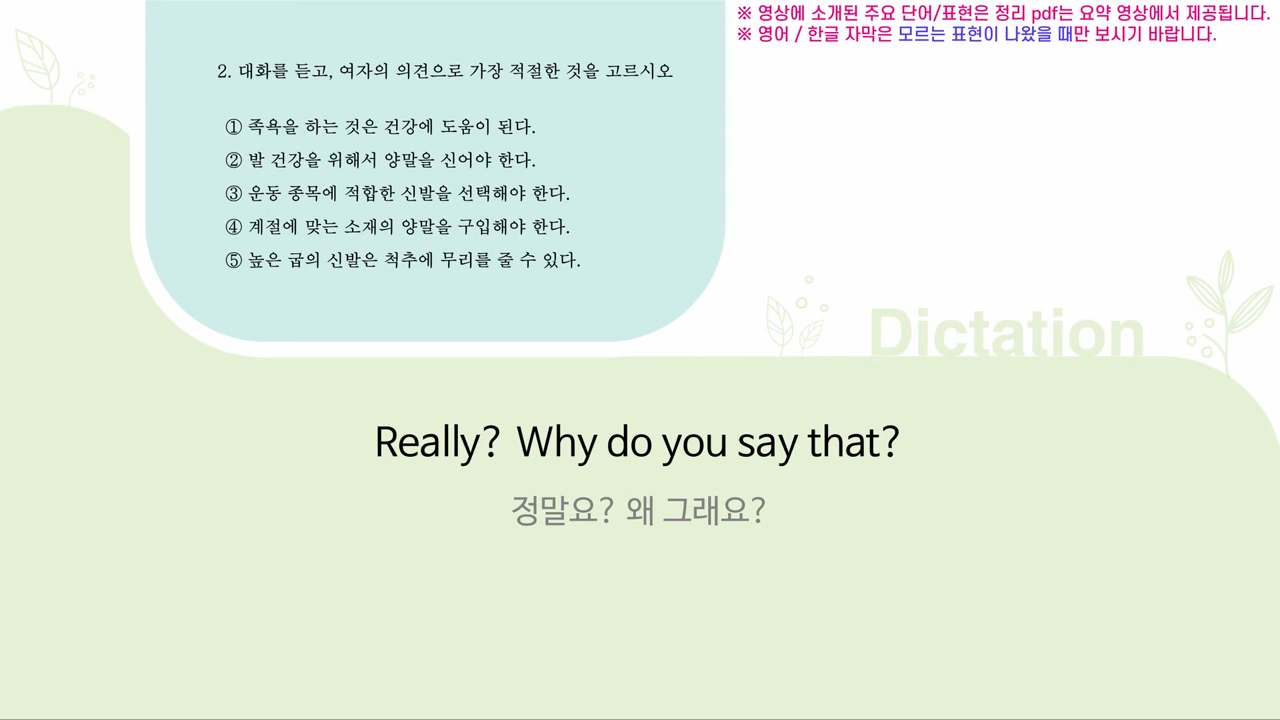 ※ 영상에 소개된 주요 단어/표현은 정리 pdf는 요약 영상에서 제공됩니다.
※ 영어 / 한글 자막은 모르는 표현이 나왔을 때만 보시기 바랍니다.
2. 대화를 듣고, 여자의 의견으로 가장 적절한 것을 고르시오
① 족욕을 하는 것은 건강에 도움이 된다.
② 발 건강을 위해서 양말을 신어야 한다.
③ 운동 종목에 적합한 신발을 선택해야 한다.
④ 계절에 맞는 소재의 양말을 구입해야 한다.
⑤ 높은 굽의 신발은 척추에 무리를 줄 수 있다.
Dictation
Really? Why do you say that?
정말요? 왜 그래요?